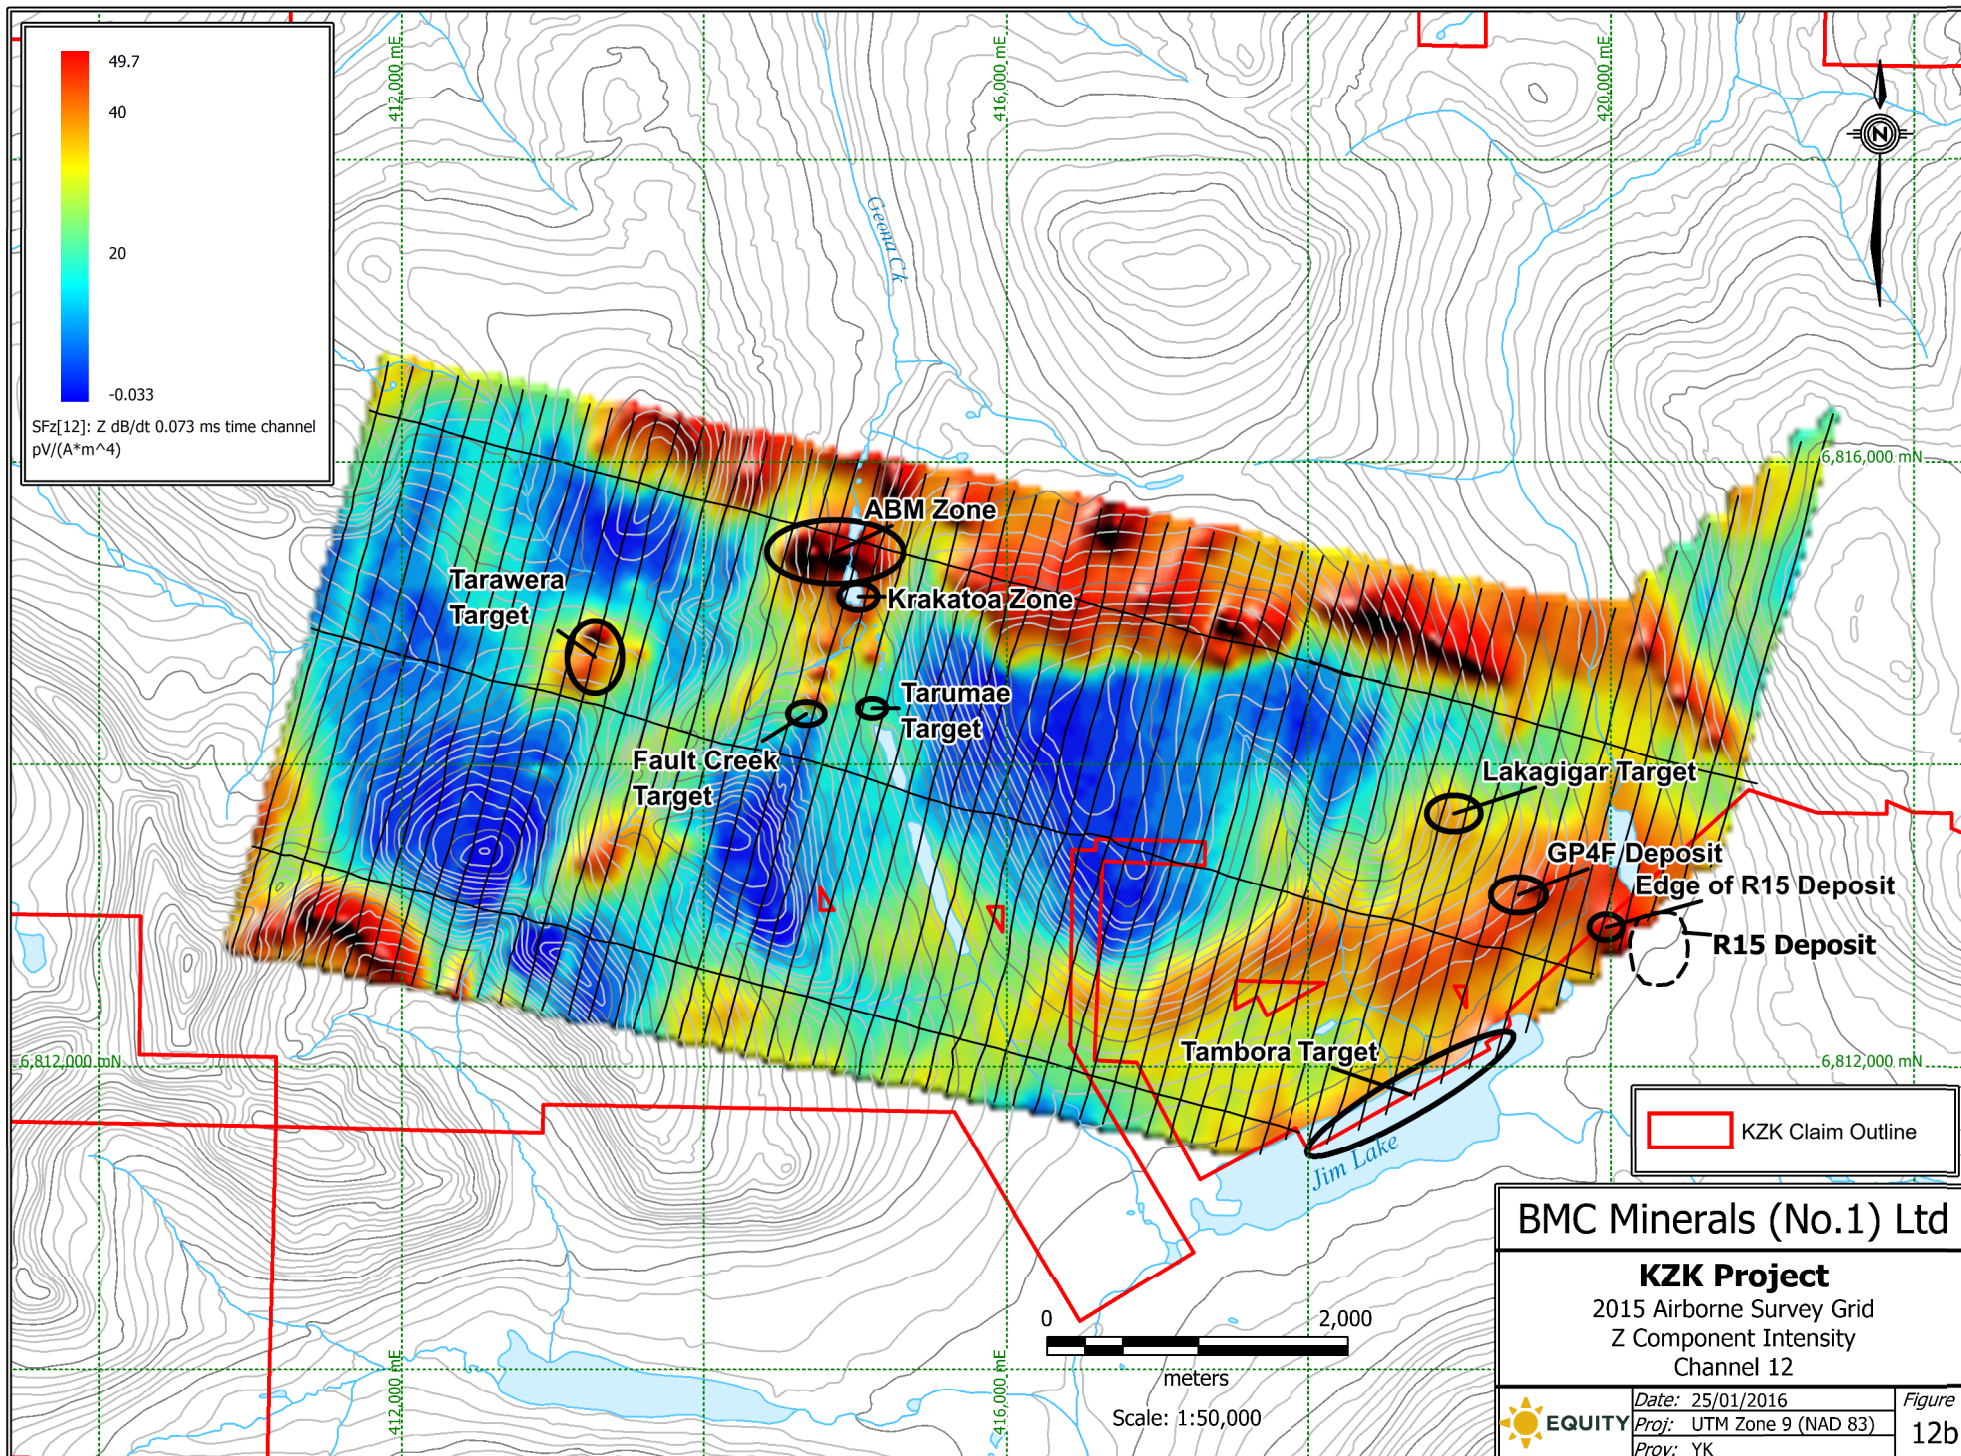 49.7
40
20
-0.033
SFz[12]: Z dB/dt 0.073 ms time channel
pV/(A*m^4)
412,000 mE
416,000 mE
420,000 mE
N
Geona Ck
6,816,000 mN
ABM Zone
Tarawera
Target
Krakatoa Zone
Tarumae
Target
Fault Creek
Target
Lakagigar Target
GP4F Deposit
Edge of R15 Deposit
R15 Deposit
Tambora Target
6,812,000 mN
6,812,000 mN
Jim Lake
KZK Claim Outline
0 2,000
meters
Scale: 1:50,000
412,000 mE
416,000 mE
BMC Minerals (No.1) Ltd
KZK Project
2015 Airborne Survey Grid
Z Component Intensity
Channel 12
EQUITY
Date: 25/01/2016
Proj: UTM Zone 9 (NAD 83)
Prov: YK
Figure
12b